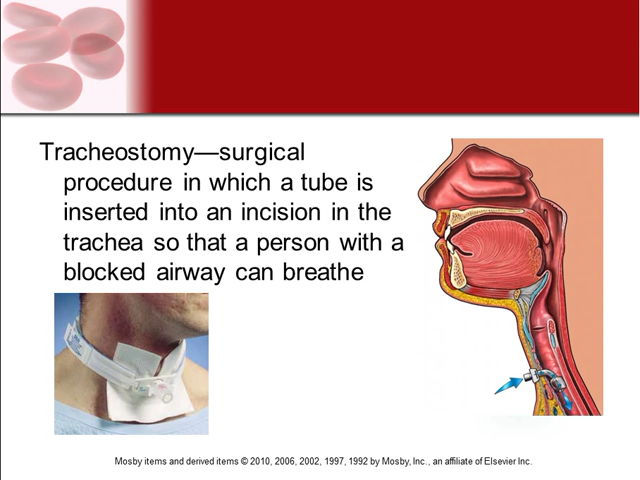 Tracheostomy—surgical
procedure in which a tube is
inserted into an incision in the
trachea so that a person with a
blocked airway can breathe
Mosby items and derived items © 2010, 2006, 2002, 1997, 1992 by Mosby, Inc., an affiliate of Elsevier Inc.